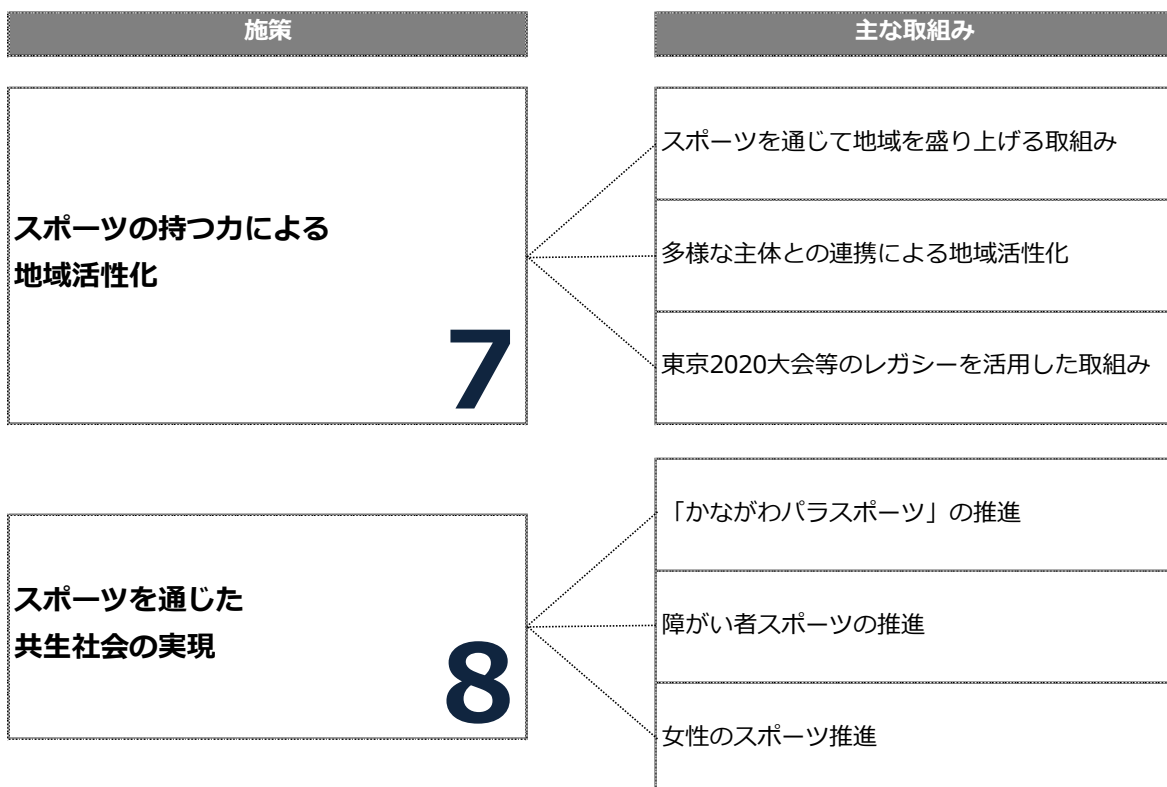 施策
主な取組み
スポーツの持つ力による
地域活性化
7
スポーツを通じて地域を盛り上げる取組み
多様な主体との連携による地域活性化
東京2020大会等のレガシーを活用した取組み
スポーツを通じた
共生社会の実現
8
「かながわパラスポーツ」の推進
障がい者スポーツの推進
女性のスポーツ推進